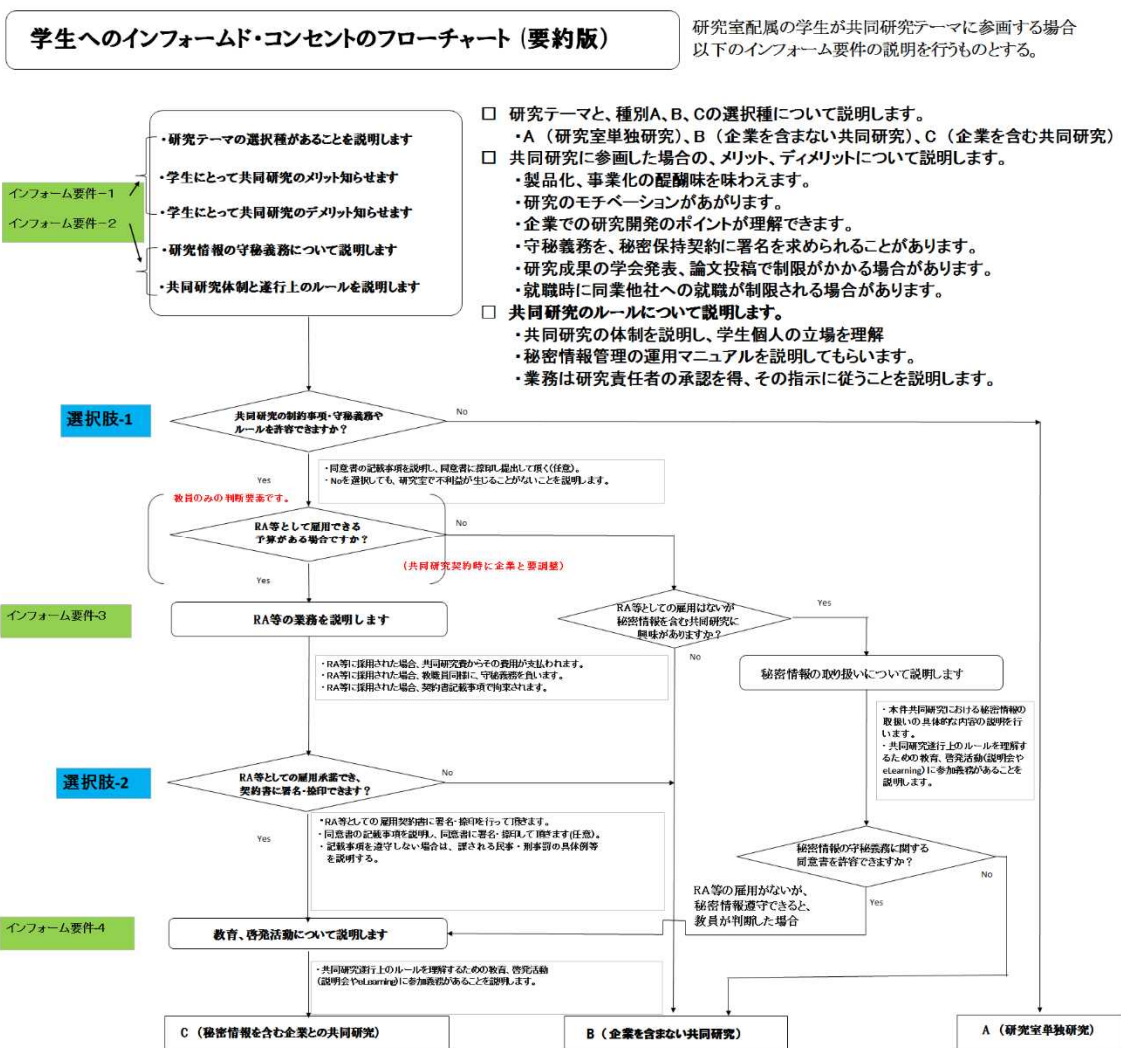 学生へのインフォームド・コンセントのフローチャート（要約版）
研究室配属の学生が共同研究テーマに参画する場合
以下のインフォーム要件の説明を行うものとする。
・研究テーマの選択種があることを説明します
・学生にとって共同研究のメリット知らせます
・学生にとって共同研究のデメリット知らせます
・研究情報の守秘義務について説明します
・共同研究体制と遂行上のルールを説明します
インフォーム要件－1
インフォーム要件－2
□ 研究テーマと、種別A、B、Cの選択種について説明します。
・A （研究室単独研究）、B （企業を含まない共同研究）、C （企業を含む共同研究）
□ 共同研究に参画した場合の、メリット、ディメリットについて説明します。
・製品化、事業化の醍醐味を味わえます。
・研究のモチベーションがあがります。
・企業での研究開発のポイントが理解できます。
・守秘義務を、秘密保持契約に署名を求められることがあります。
・研究成果の学会発表、論文投稿で制限がかかる場合があります。
・就職時に同業他社への就職が制限される場合があります。
□ 共同研究のルールについて説明します。
・共同研究の体制を説明し、学生個人の立場を理解
・秘密情報管理の運用マニュアルを説明してもらいます。
・業務は研究責任者の承認を得、その指示に従うことを説明します。
選択肢-1
共同研究の制約事項・守秘義務や
ルールを許容できますか？
No
Yes
・同意書の記載事項を説明し、同意書に捺印し提出して頂く(任意)。
・Noを選択しても、研究室で不利益が生じることがないことを説明します。
教員のみの判断要素です。
RA等として雇用できる
予算がある場合ですか？
No
Yes
（共同研究契約時に企業と要調整）
インフォーム要件-3
RA等の業務を説明します
RA等としての雇用はないが
秘密情報を含む共同研究に
興味がありますか？
Yes
No
・RA等に採用された場合、共同研究費からその費用が支払われます。
・RA等に採用された場合、教職員同様に、守秘義務を負います。
・RA等に採用された場合、契約書記載事項で拘束されます。
秘密情報の取り扱いについて説明します
・本件共同研究における秘密情報の
取扱いの具体的な内容の説明を行
います。
・共同研究遂行上のルールを理解す
るための教育、啓発活動(説明会や
eLearning)に参加義務があることを
説明します。
選択肢-2
RA等としての雇用承諾でき、
契約書に署名・捺印できます？
No
Yes
・RA等としての雇用契約書に署名・捺印を行って頂きます。
・同意書の記載事項を説明し、同意書に署名・捺印して頂きます(任意)。
・記載事項を遵守しない場合は、課される民事・刑事罰の具体例等
を説明する。
秘密情報の守秘義務に関する
同意書を許容できますか？
No
Yes
RA等の雇用がないが、
秘密情報遵守できると、
教員が判断した場合
インフォーム要件-4
教育、啓発活動について説明します
・共同研究遂行上のルールを理解するための教育、啓発活動
(説明会やeLearning)に参加義務があることを説明します。
C （秘密情報を含む企業との共同研究）
B （企業を含まない共同研究）
A （研究室単独研究）